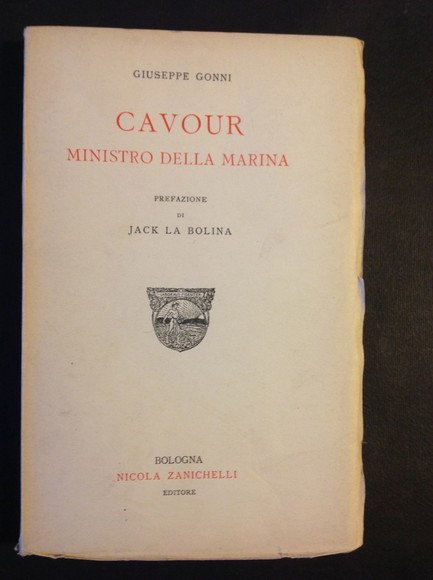 GIUSEPPE GONNI
CAVOUR
MINISTRO DELLA MARINA
PREFAZIONE
DI
JACK LA BOLINA
BOLOGNA
NICOLA ZANICHELLI
EDITORE